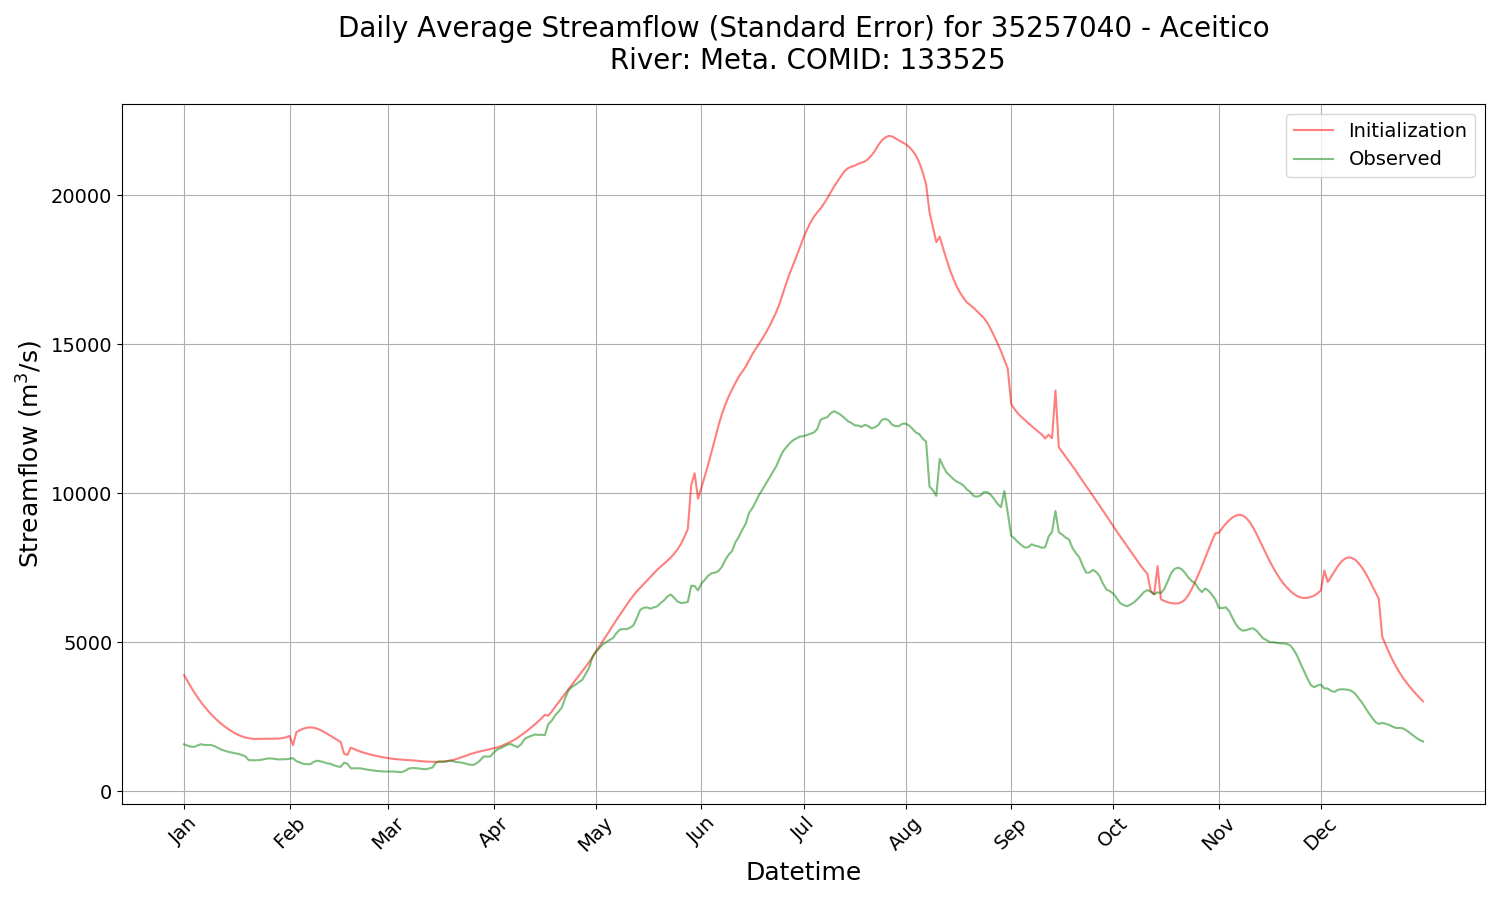 Daily Average Streamflow (Standard Error) for 35257040 - Aceitico
River: Meta. COMID: 133525
Initialization
Observed
Streamflow (m³/s)
20000
15000
10000
5000
0
Jan
Feb
Mar
Apr
May
Jun
Jul
Aug
Sep
Oct
Nov
Dec
Datetime